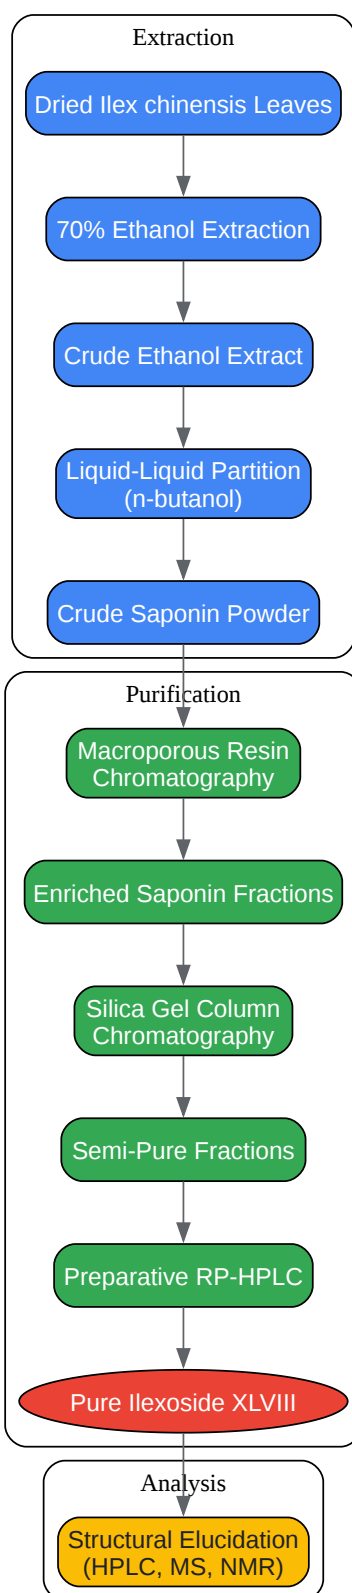 Extraction
Dried Ilex chinensis Leaves
70% Ethanol Extraction
Crude Ethanol Extract
Liquid-Liquid Partition
(n-butanol)
Crude Saponin Powder
Purification
Macroporous Resin
Chromatography
Enriched Saponin Fractions
Silica Gel Column
Chromatography
Semi-Pure Fractions
Preparative RP-HPLC
Pure Ilexoside XLVIII
Analysis
Structural Elucidation
(HPLC, MS, NMR)